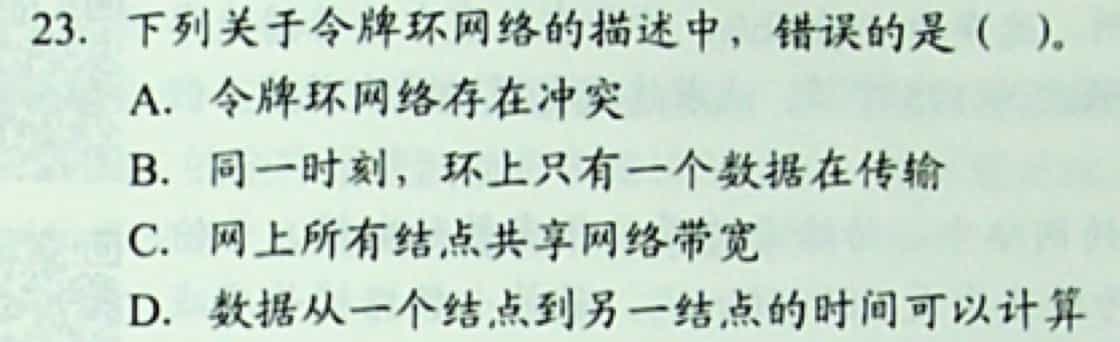 23. 下列关于令牌环网络的描述中，错误的是（ ）。
A. 令牌环网络存在冲突
B. 同一时刻，环上只有一个数据在传输
C. 网上所有结点共享网络带宽
D. 数据从一个结点到另一结点的时间可以计算